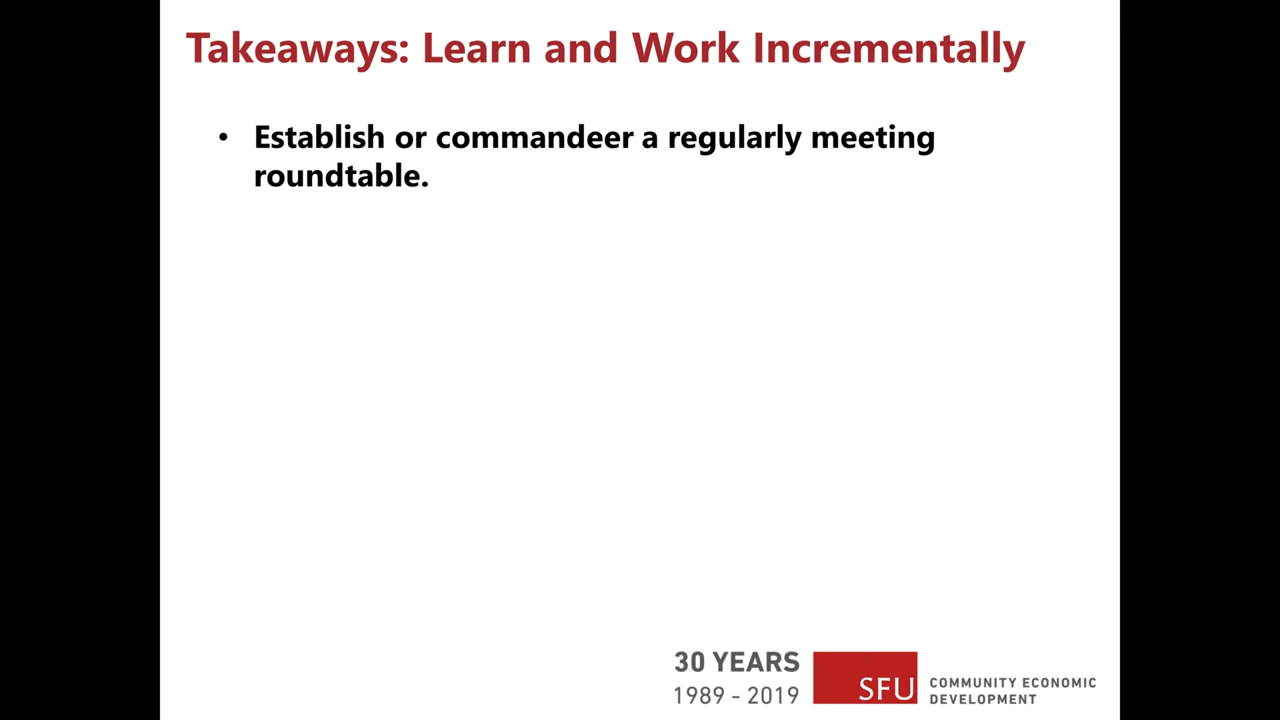 Takeaways: Learn and Work Incrementally
• Establish or commandeer a regularly meeting
roundtable.
30 YEARS
1989 - 2019
SFU
COMMUNITY ECONOMIC
DEVELOPMENT